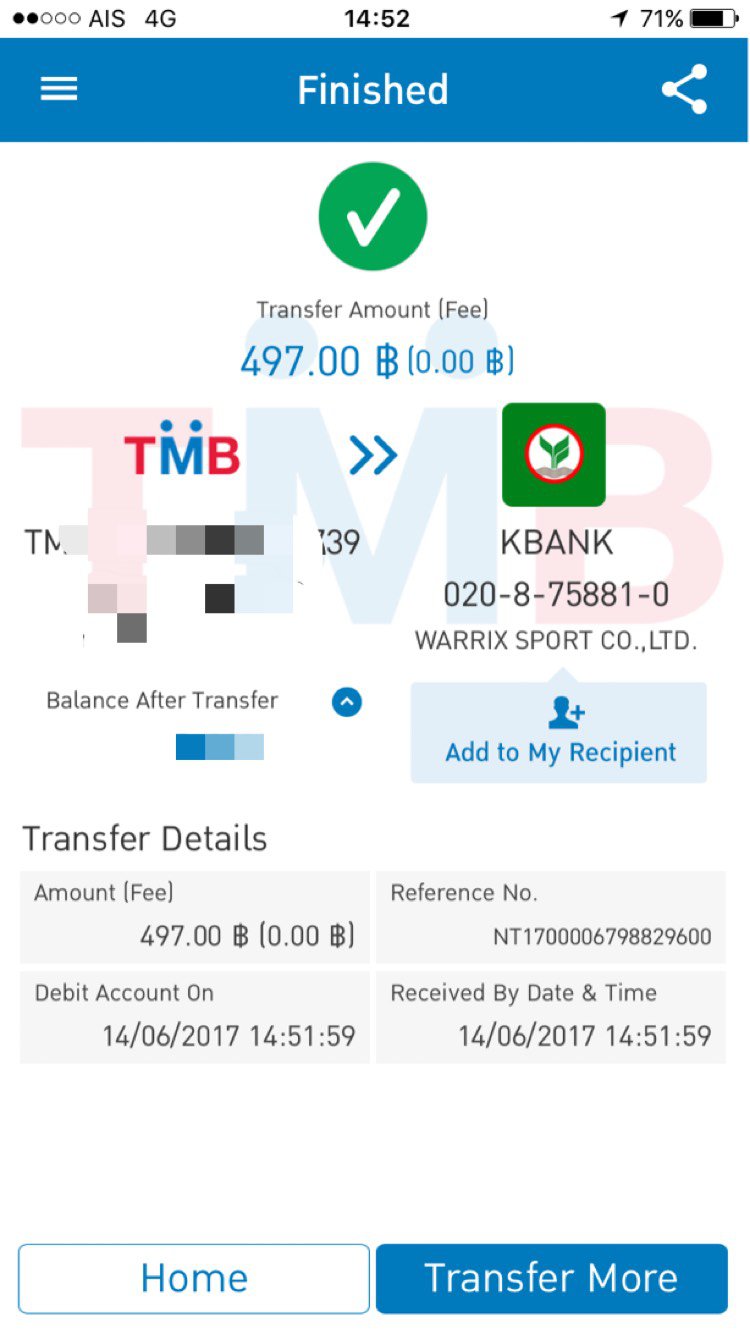 AIS 4G 14:52 71%
Finished
Transfer Amount (Fee)
497.00 ฿ (0.00 ฿)
TMB
KBANK
020-8-75881-0
WARRIX SPORT CO.,LTD.
Balance After Transfer
Add to My Recipient
Transfer Details
Amount (Fee)
497.00 ฿ (0.00 ฿)
Reference No.
NT1700006798829600
Debit Account On
14/06/2017 14:51:59
Received By Date & Time
14/06/2017 14:51:59
Home
Transfer More